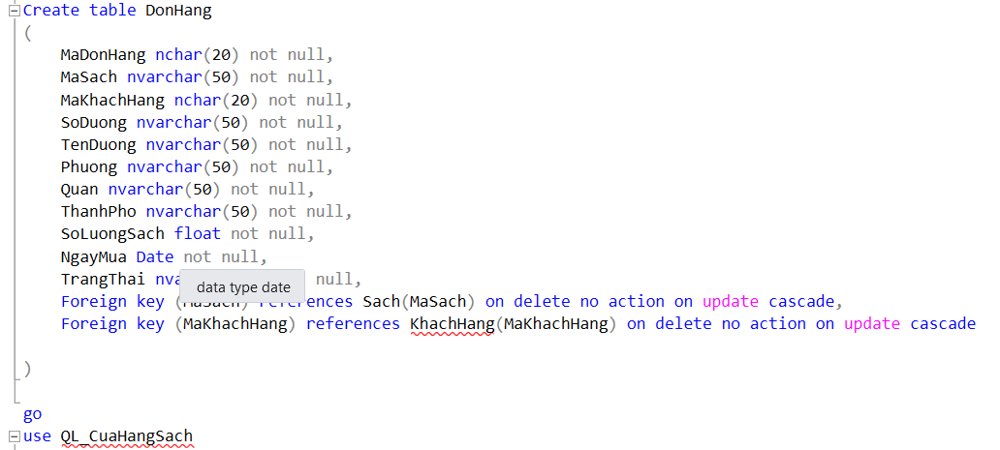 Create table DonHang
(
MaDonHang nchar(20) not null,
MaSach nvarchar(50) not null,
MaKhachHang nchar(20) not null,
SoDuong nvarchar(50) not null,
TenDuong nvarchar(50) not null,
Phuong nvarchar(50) not null,
Quan nvarchar(50) not null,
ThanhPho nvarchar(50) not null,
SoLuongSach float not null,
NgayMua Date not null,
TrangThai null,
data type date
Foreign key (MaSach) references Sach(MaSach) on delete no action on update cascade,
Foreign key (MaKhachHang) references KhachHang(MaKhachHang) on delete no action on update cascade
)
go
use QL_CuaHangSach